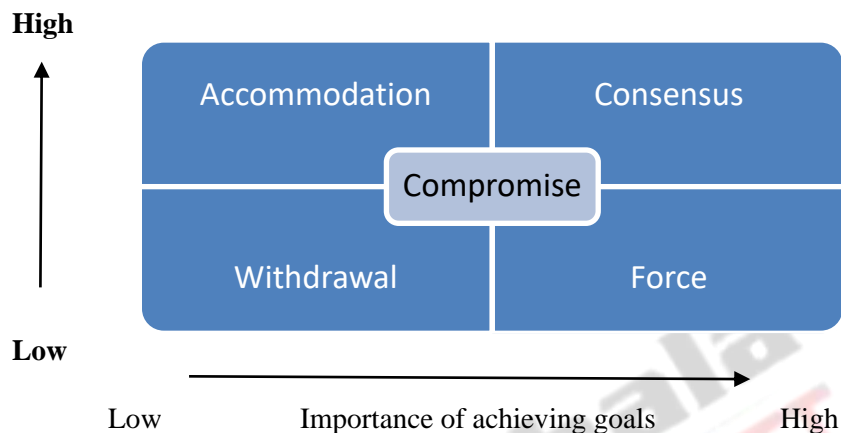 High
Accommodation Consensus
Compromise
Withdrawal Force
Low
Low Importance of achieving goals High